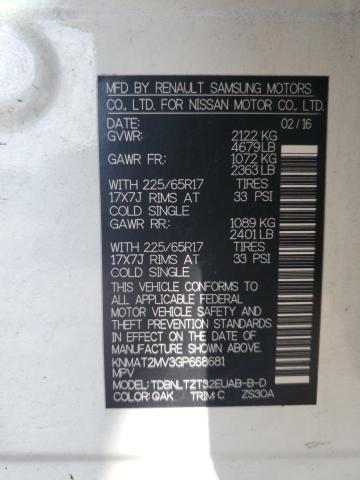 MFD BY RENAULT SAMSUNG MOTORS
CO., LTD. FOR NISSAN MOTOR CO., LTD.
DATE: 02/16
GVWR: 2122 KG
4679 LB
GAWR FR: 1072 KG
2363 LB
WITH 225/65R17 TIRES
17X7J RIMS AT 33 PSI
COLD SINGLE
GAWR RR: 1089 KG
2401 LB
WITH 225/65R17 TIRES
17X7J RIMS AT 33 PSI
COLD SINGLE
THIS VEHICLE CONFORMS TO
ALL APPLICABLE FEDERAL
MOTOR VEHICLE SAFETY AND
THEFT PREVENTION STANDARDS
IN EFFECT ON THE DATE OF
MANUFACTURE SHOWN ABOVE.
KNMAT2MV3GP668681
MPV
MODEL: TDBNLTZT32EUAB-B-D
COLOR: QAK TRIM: C ZS30A